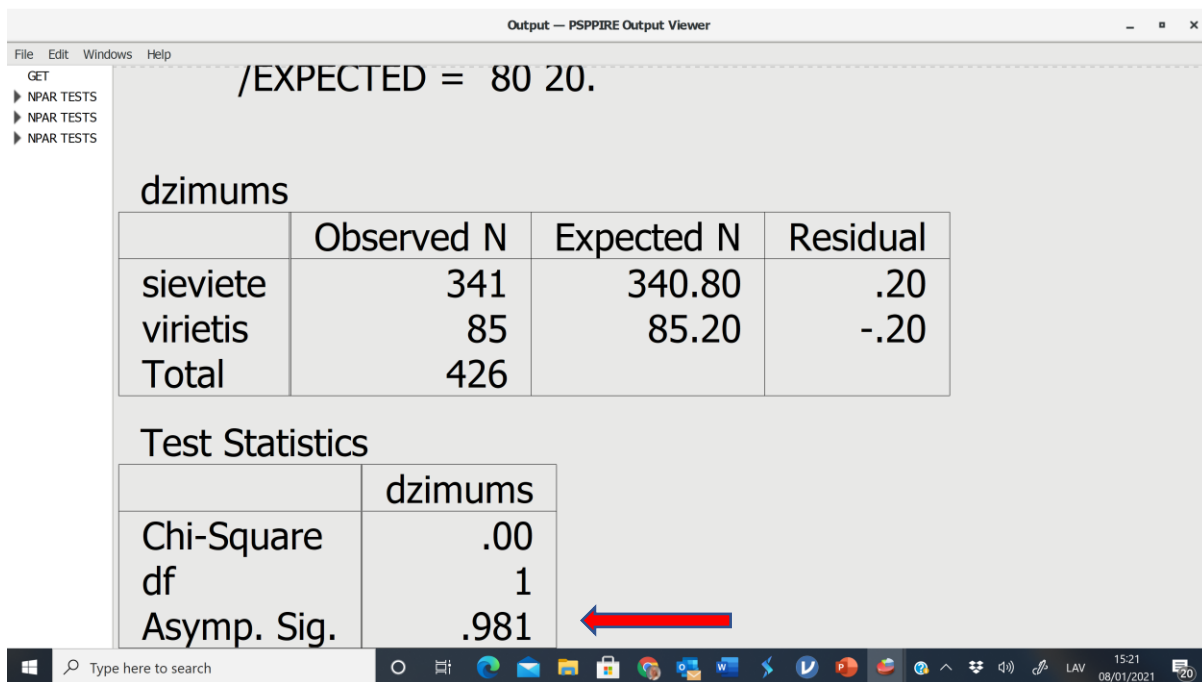 Output — PSPPIRE Output Viewer
File Edit Windows Help
GET
NPAR TESTS
NPAR TESTS
NPAR TESTS
/EXPECTED = 80 20.
dzimums
Observed N Expected N Residual
sieviete 341 340.80 .20
virietis 85 85.20 -.20
Total 426
Test Statistics
dzimums
Chi-Square .00
df 1
Asymp. Sig. .981
Type here to search
LAV
15:21
08/01/2021
20